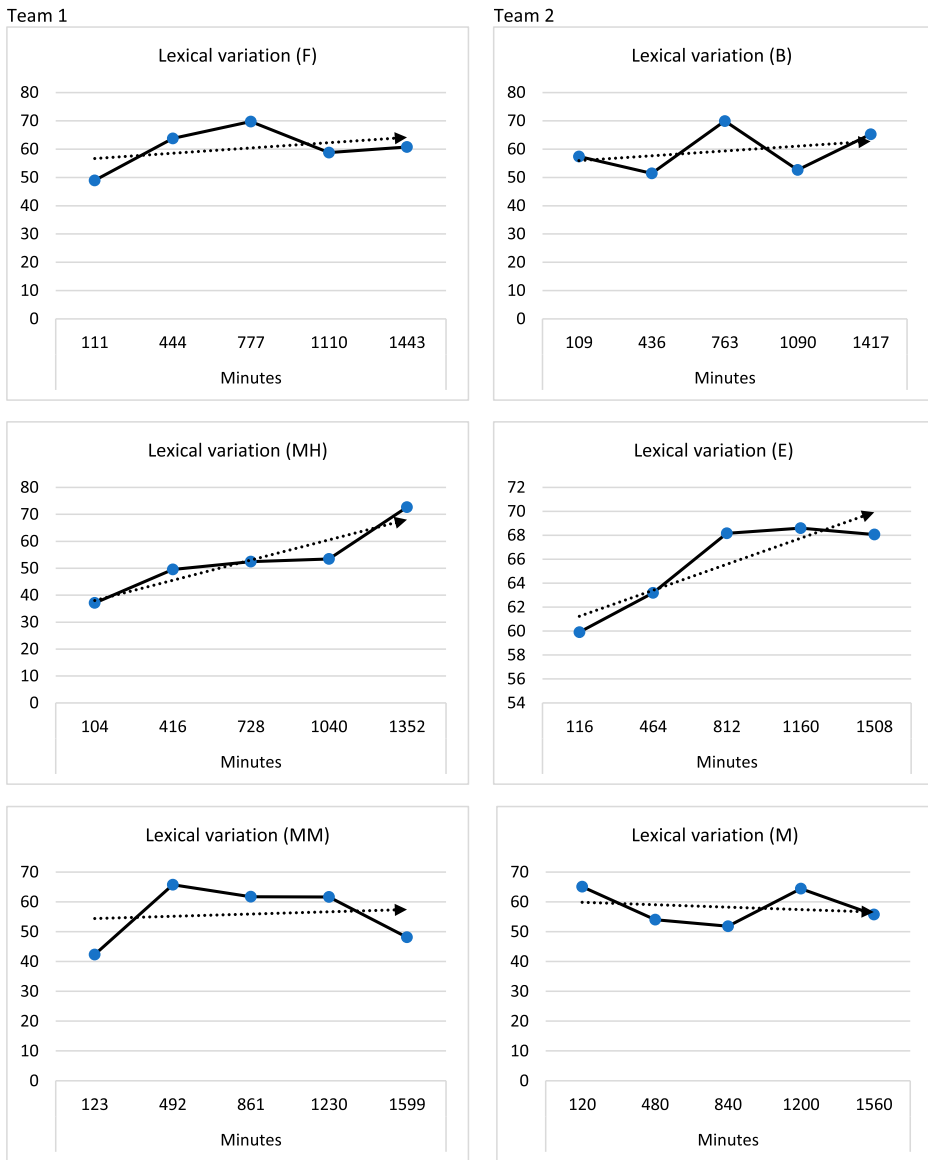 Team 1
Team 2
Lexical variation (F)
80
70
60
50
40
30
20
10
0
111 444 777 1110 1443
Minutes
Lexical variation (B)
80
70
60
50
40
30
20
10
0
109 436 763 1090 1417
Minutes
Lexical variation (MH)
80
70
60
50
40
30
20
10
0
104 416 728 1040 1352
Minutes
Lexical variation (E)
72
70
68
66
64
62
60
58
56
54
116 464 812 1160 1508
Minutes
Lexical variation (MM)
70
60
50
40
30
20
10
0
123 492 861 1230 1599
Minutes
Lexical variation (M)
70
60
50
40
30
20
10
0
120 480 840 1200 1560
Minutes